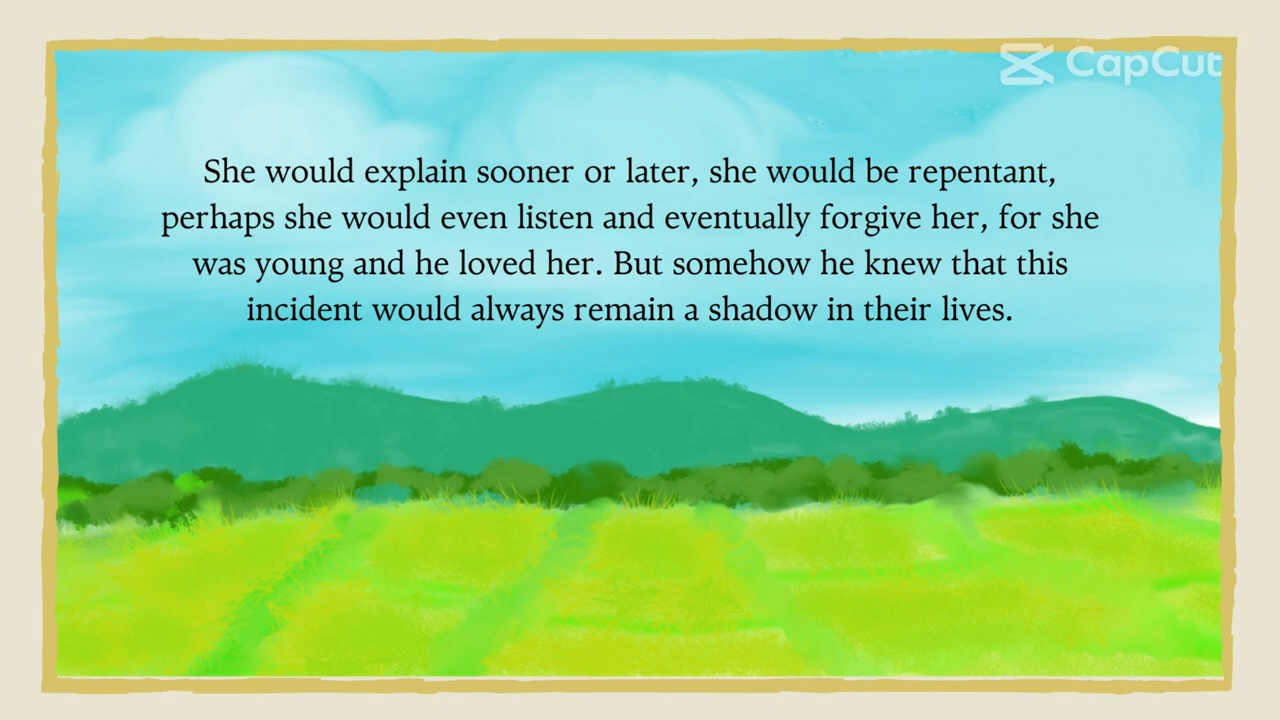 CapCut
She would explain sooner or later, she would be repentant,
perhaps she would even listen and eventually forgive her, for she
was young and he loved her. But somehow he knew that this
incident would always remain a shadow in their lives.